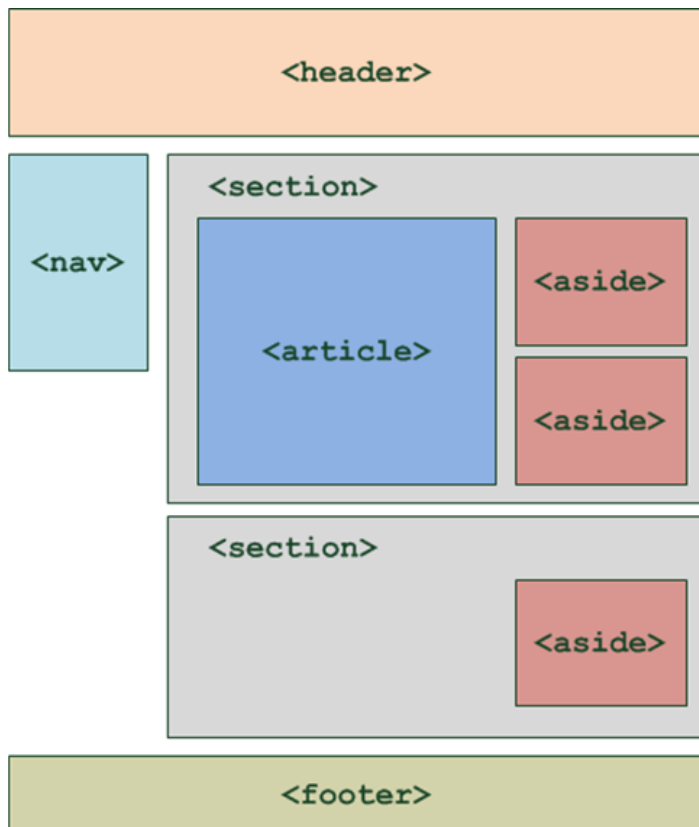 <header>
<section>
<nav>
<article>
<aside>
<aside>
<section>
<aside>
<footer>